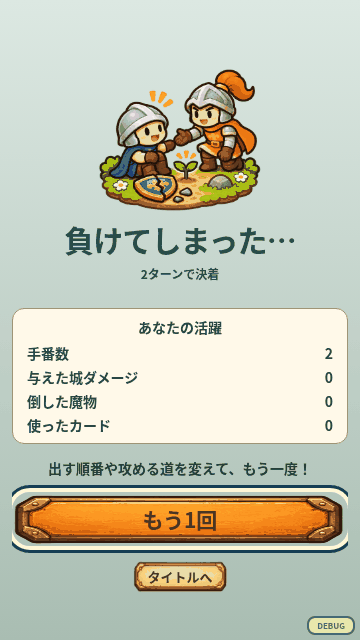 負けてしまった…
2ターンで決着
あなたの活躍
手番数 2
与えた城ダメージ 0
倒した魔物 0
使ったカード 0
出す順番や攻める道を変えて、もう一度！
もう1回
タイトルへ
DEBUG